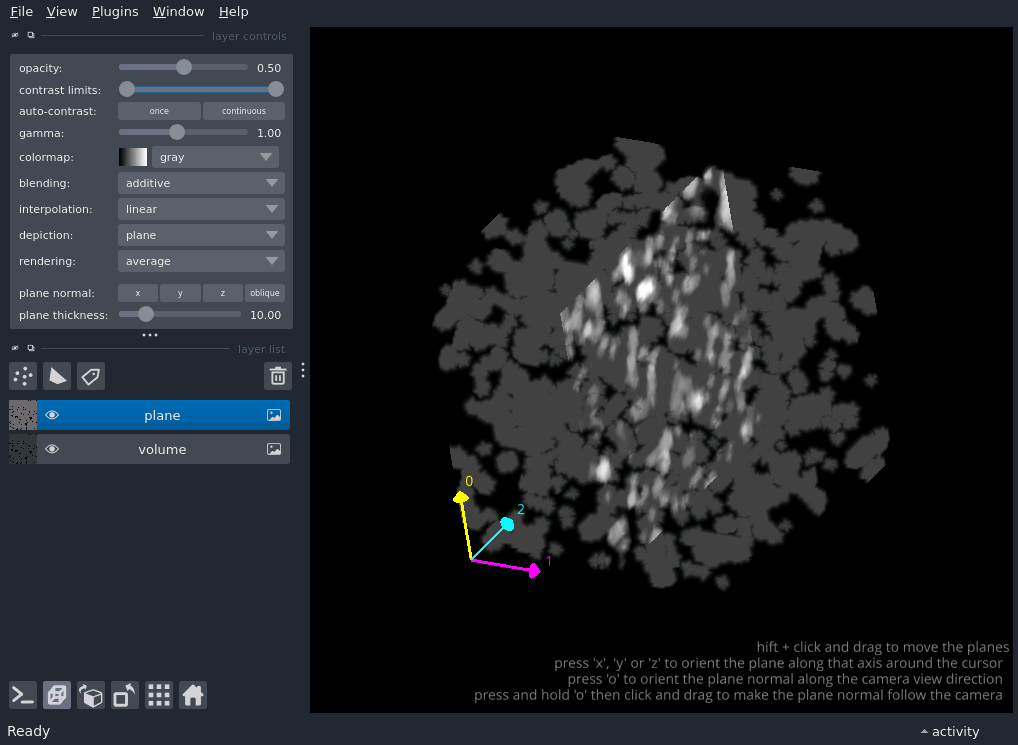 File View Plugins Window Help
layer controls
opacity: 0.50
contrast limits:
auto-contrast: once continuous
gamma: 1.00
colormap: gray
blending: additive
interpolation: linear
depiction: plane
rendering: average
plane normal: x y z oblique
plane thickness: 10.00
layer list
plane
volume
0
2
1
hift + click and drag to move the planes
press 'x', 'y' or 'z' to orient the plane along that axis around the cursor
press 'o' to orient the plane normal along the camera view direction
press and hold 'o' then click and drag to make the plane normal follow the camera
Ready
activity